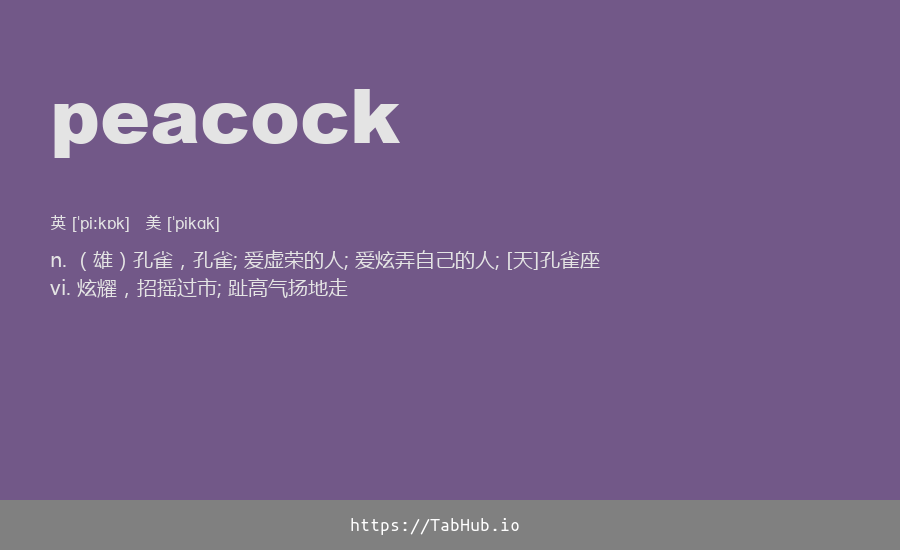 peacock
英 [ˈpiːkɒk] 美 [ˈpikɑk]
n.（雄）孔雀，孔雀; 爱虚荣的人; 爱炫弄自己的人; [天]孔雀座
vi. 炫耀，招摇过市; 趾高气扬地走
https://TabHub.io